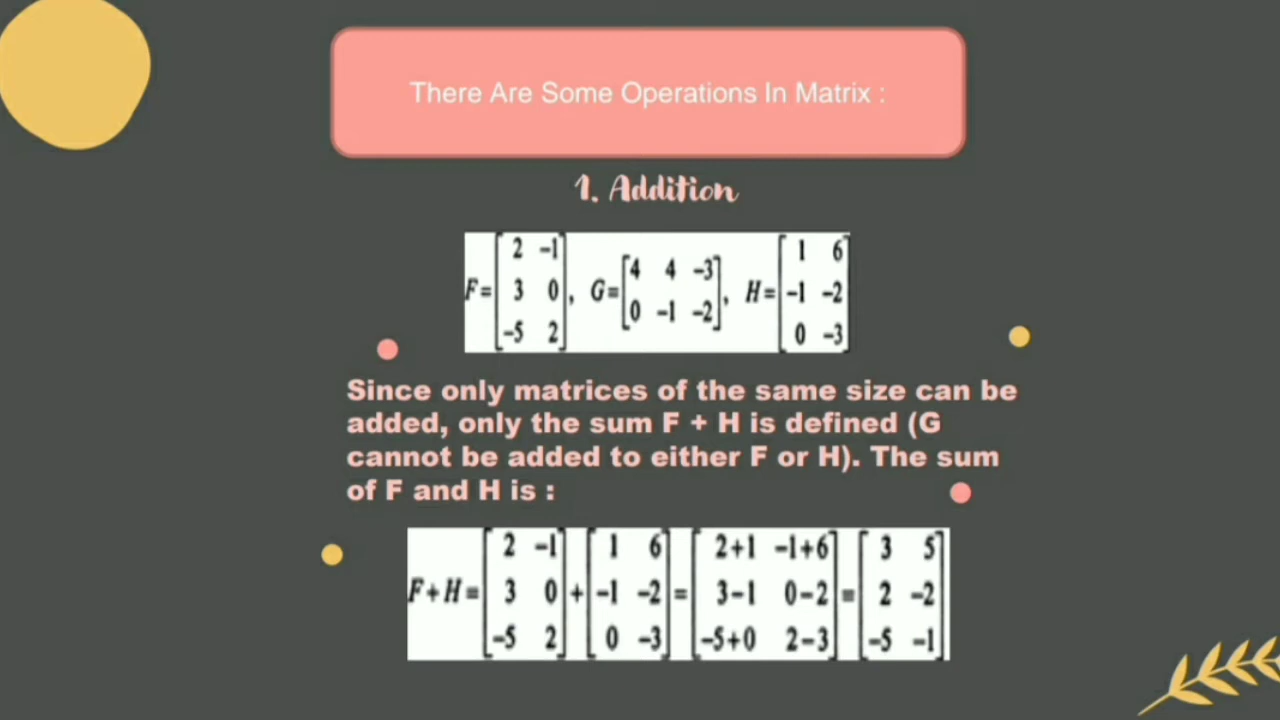 There Are Some Operations In Matrix :
1. Addition
F = [2 -1; 3 0; -5 2], G = [4 4 -3; 0 -1 -2], H = [1 6; -1 -2; 0 -3]
Since only matrices of the same size can be
added, only the sum F + H is defined (G
cannot be added to either F or H). The sum
of F and H is :
F + H = [2 -1; 3 0; -5 2] + [1 6; -1 -2; 0 -3] = [2+1 -1+6; 3-1 0-2; -5+0 2-3] = [3 5; 2 -2; -5 -1]